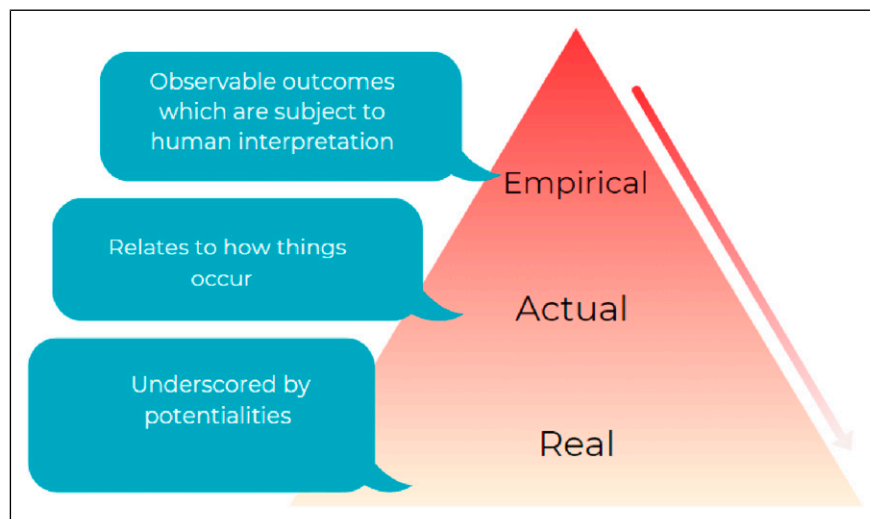 Observable outcomes
which are subject to
human interpretation
Empirical
Relates to how things
occur
Actual
Underscored by
potentialities
Real